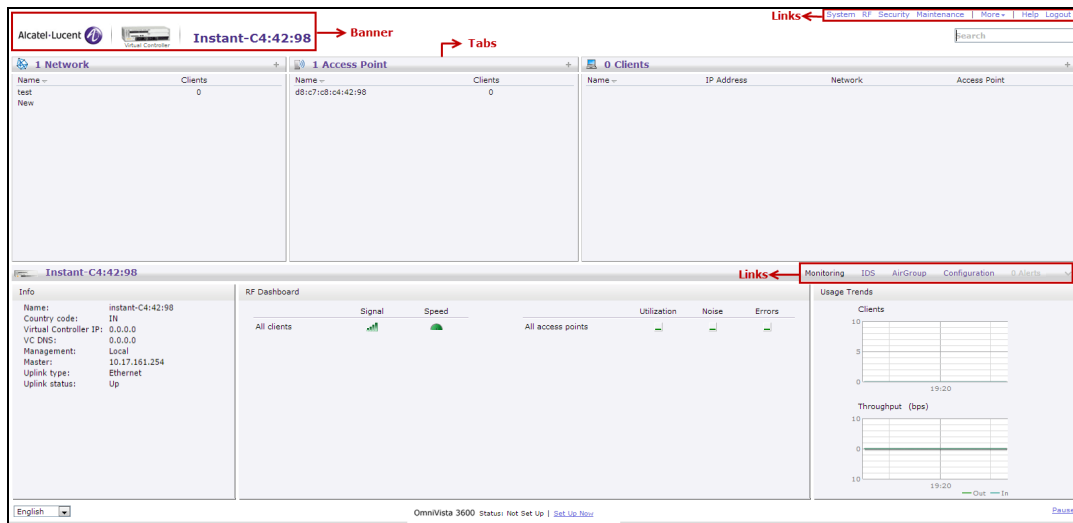 Links
System RF Security Maintenance | More | Help Logout
Alcatel·Lucent
Virtual Controller
Instant-C4:42:98
Banner
Tabs
Search
1 Network +
1 Access Point +
0 Clients +
Name Clients
Name Clients
Name IP Address Network Access Point
test 0
d8:c7:c8:c4:42:98 0
New
Instant-C4:42:98
Links
Monitoring IDS AirGroup Configuration 0 Alerts
Info
RF Dashboard
Usage Trends
Name: instant-C4:42:98
Country code: IN
Virtual Controller IP: 0.0.0.0
VC DNS: 0.0.0.0
Management: Local
Master: 10.17.161.254
Uplink type: Ethernet
Uplink status: Up
Signal Speed
All clients
Utilization Noise Errors
All access points
Clients
10
5
0
19:20
Throughput (bps)
10
0
10
19:20
Out In
English
OmniVista 3600 Status: Not Set Up | Set Up Now
Pause